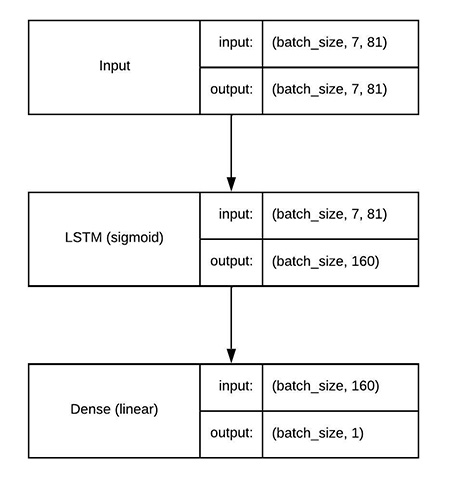 Input
input: (batch_size, 7, 81)
output: (batch_size, 7, 81)
LSTM (sigmoid)
input: (batch_size, 7, 81)
output: (batch_size, 160)
Dense (linear)
input: (batch_size, 160)
output: (batch_size, 1)